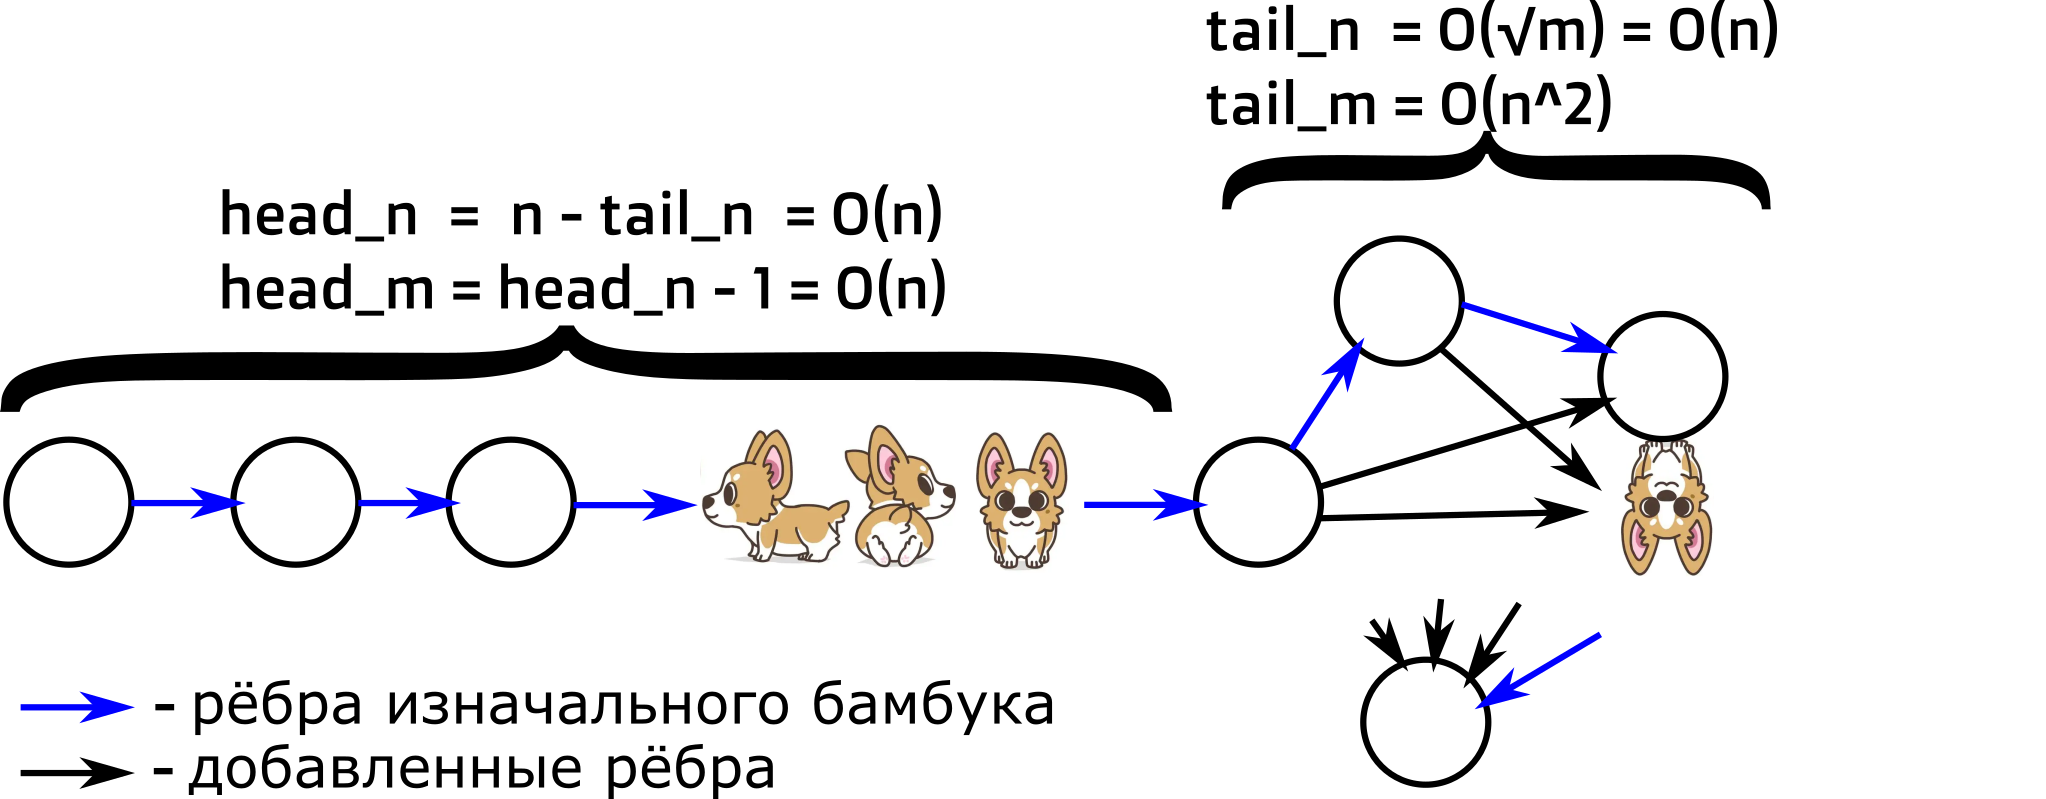 tail_n = O(√m) = O(n)
tail_m = O(n^2)
head_n = n - tail_n = O(n)
head_m = head_n - 1 = O(n)
- рёбра изначального бамбука
- добавленные рёбра